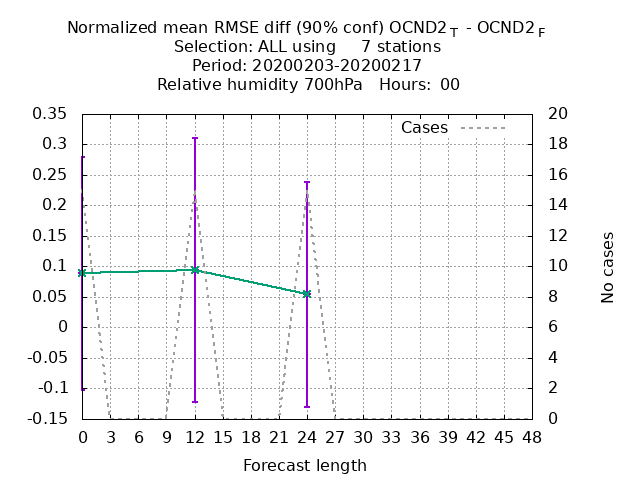 Normalized mean RMSE diff (90% conf) OCND2 T - OCND2 F
Selection: ALL using 7 stations
Period: 20200203-20200217
Relative humidity 700hPa Hours: 00
Cases
0.35
0.3
0.25
0.2
0.15
0.1
0.05
0
-0.05
-0.1
-0.15
20
18
16
14
12
10
8
6
4
2
0
No cases
0 3 6 9 12 15 18 21 24 27 30 33 36 39 42 45 48
Forecast length